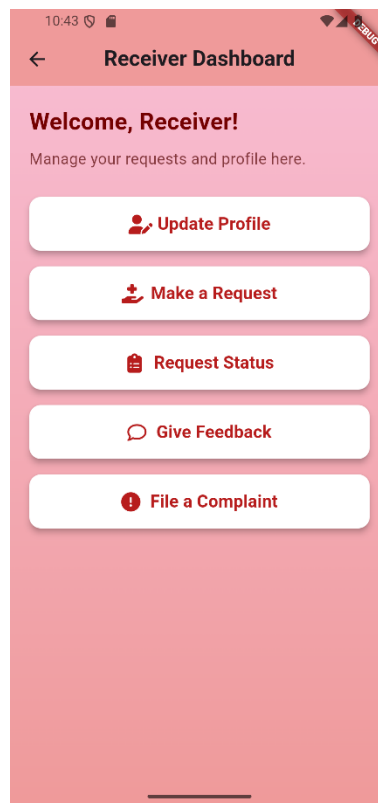 10:43
DEBUG
Receiver Dashboard
Welcome, Receiver!
Manage your requests and profile here.
Update Profile
Make a Request
Request Status
Give Feedback
File a Complaint